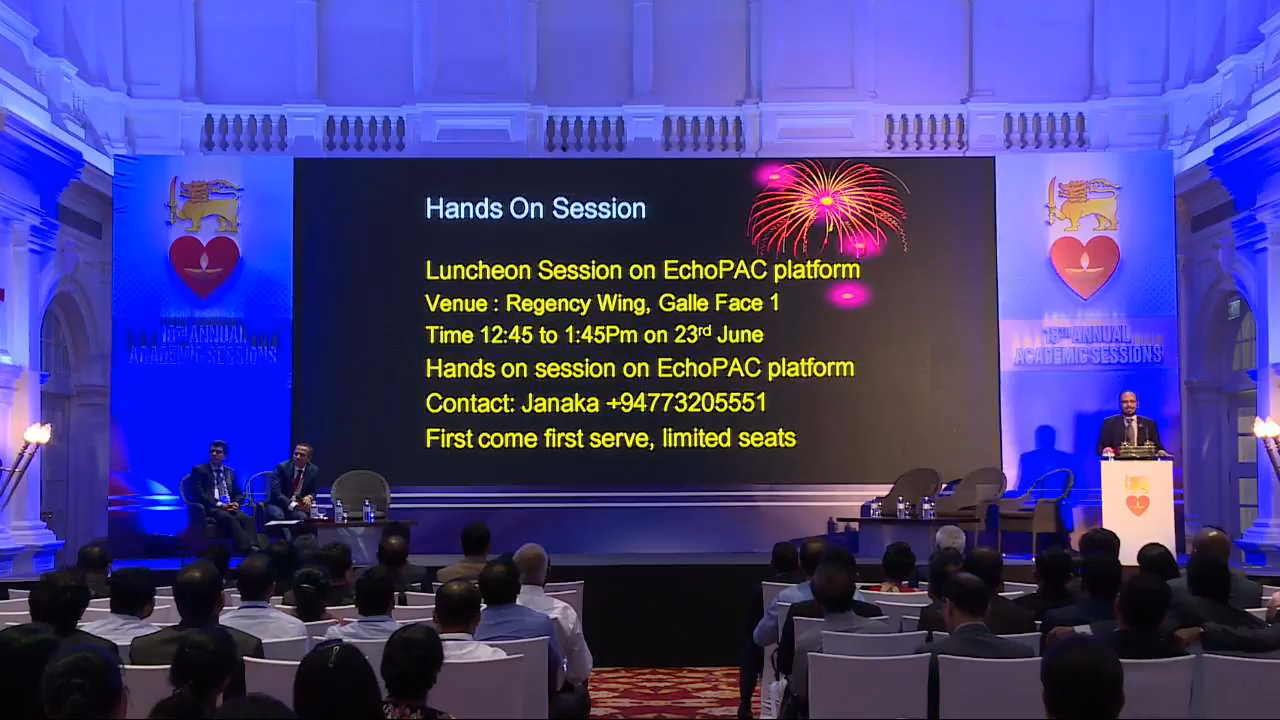 Hands On Session
Luncheon Session on EchoPAC platform
Venue : Regency Wing, Galle Face 1
Time 12:45 to 1:45Pm on 23rd June
Hands on session on EchoPAC platform
Contact: Janaka +94773205551
First come first serve, limited seats
ANNUAL
ACADEMIC SESSIONS
ANNUAL
ACADEMIC SESSIONS